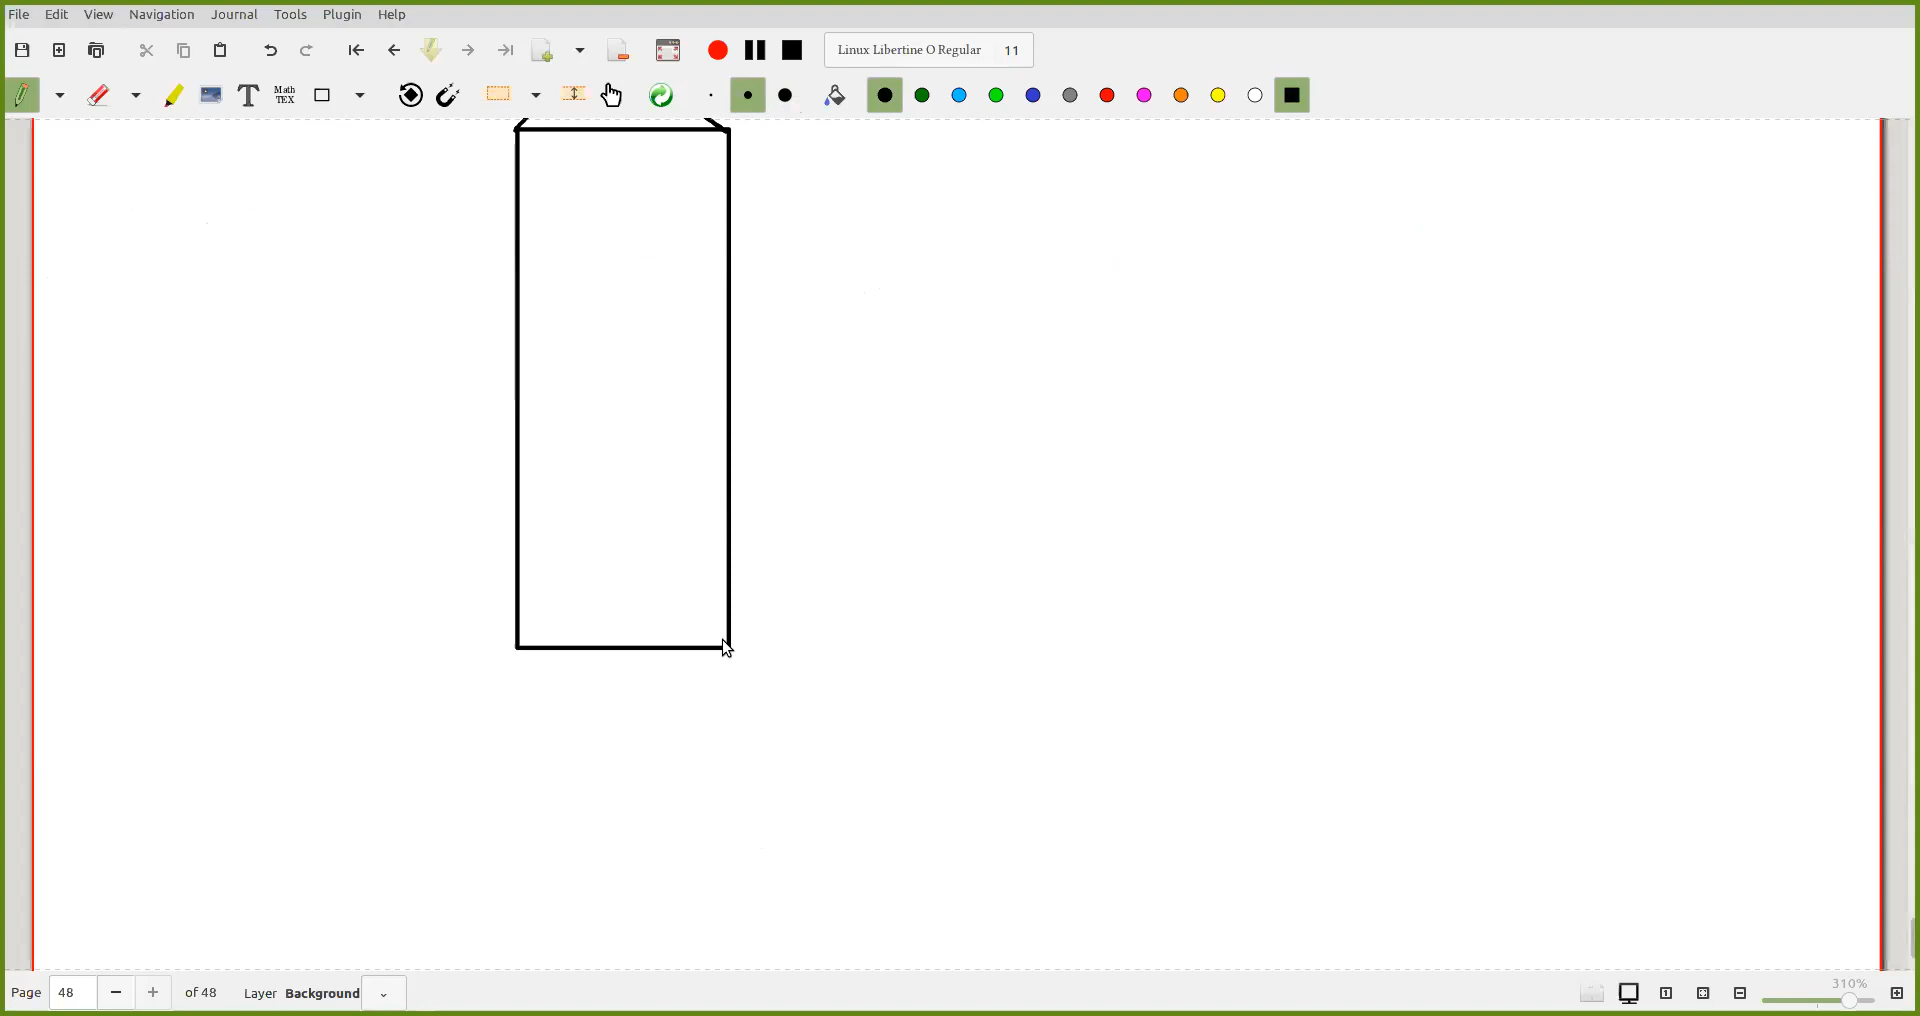 File Edit View Navigation Journal Tools Plugin Help
Linux Libertine O Regular 11
Math
TEX
Page 48 of 48 Layer Background 310%